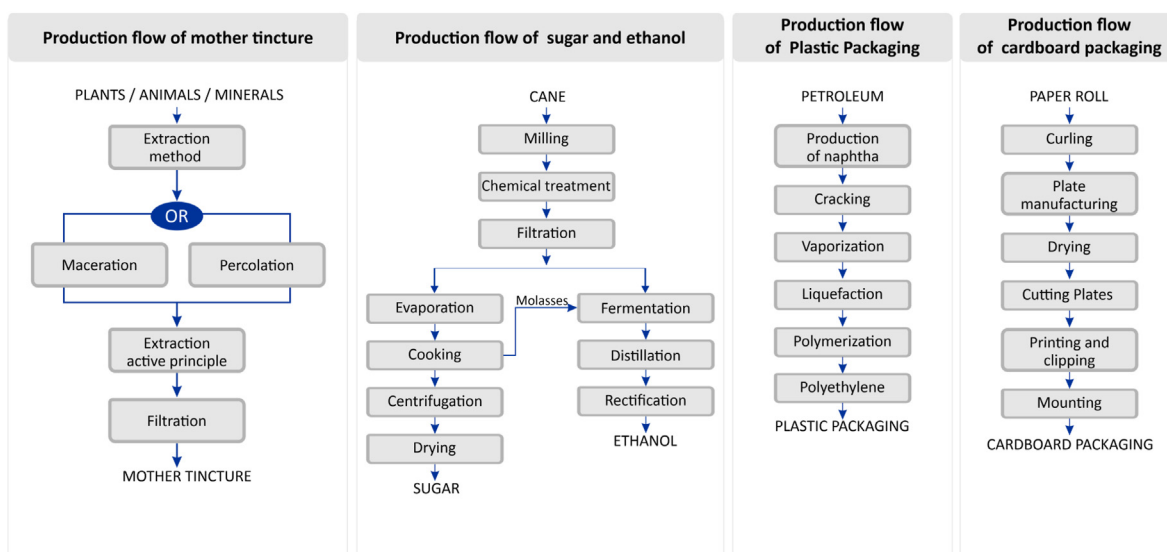 Production flow of mother tincture
PLANTS / ANIMALS / MINERALS
Extraction
method
OR
Maceration
Percolation
Extraction
active principle
Filtration
MOTHER TINCTURE
Production flow of sugar and ethanol
CANE
Milling
Chemical treatment
Filtration
Evaporation
Molasses
Fermentation
Cooking
Distillation
Centrifugation
Rectification
Drying
ETHANOL
SUGAR
Production flow
of Plastic Packaging
PETROLEUM
Production
of naphtha
Cracking
Vaporization
Liquefaction
Polymerization
Polyethylene
PLASTIC PACKAGING
Production flow
of cardboard packaging
PAPER ROLL
Curling
Plate
manufacturing
Drying
Cutting Plates
Printing and
clipping
Mounting
CARDBOARD PACKAGING